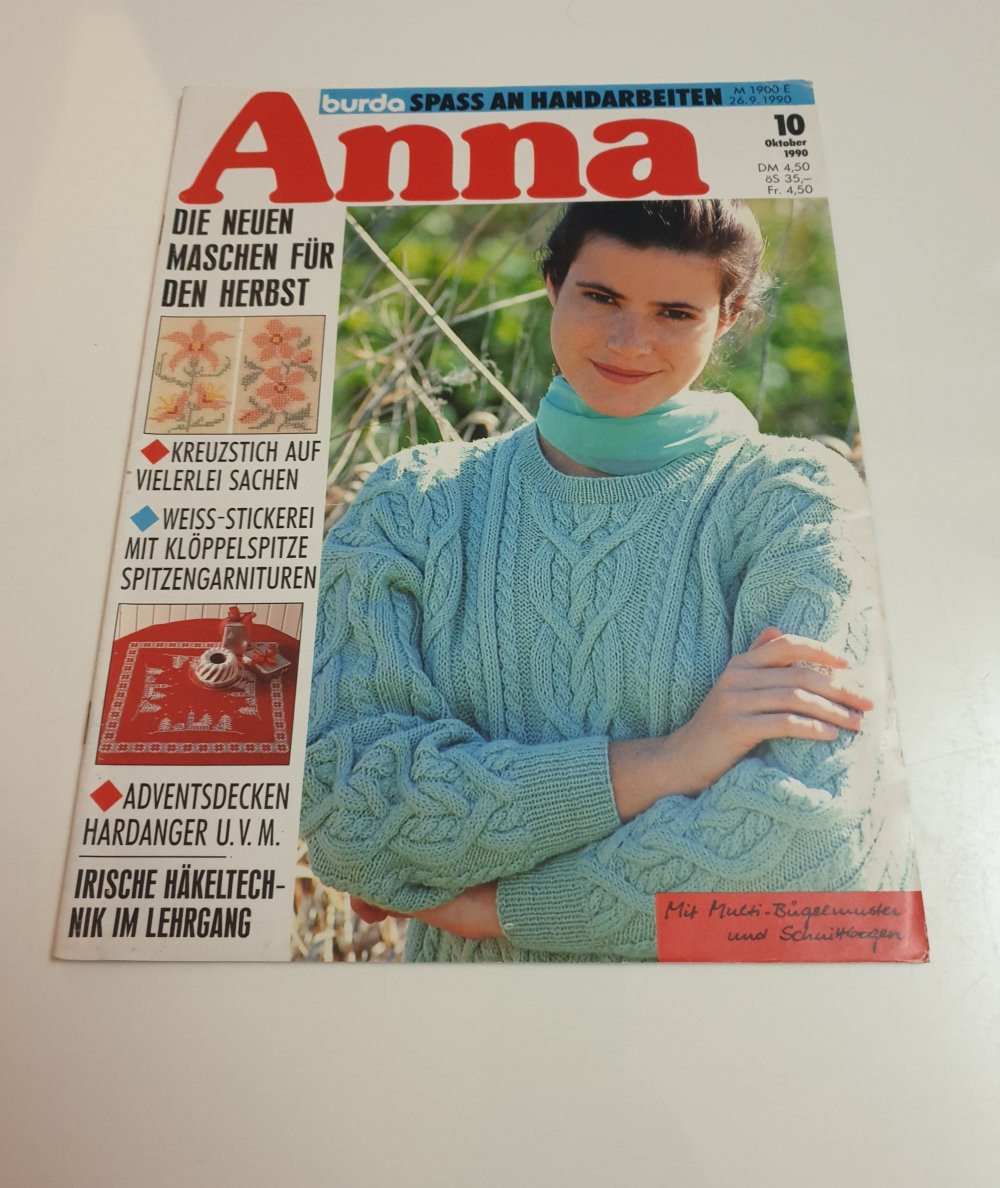 burda SPASS AN HANDARBEITEN
M 1900 E
26.9.1990
Anna
10
Oktober
1990
DM 4,50
öS 35,–
Fr. 4,50
DIE NEUEN
MASCHEN FÜR
DEN HERBST
KREUZSTICH AUF
VIELERLEI SACHEN
WEISS-STICKEREI
MIT KLÖPPELSPITZE
SPITZENGARNITUREN
ADVENTSDECKEN
HARDANGER U.V.M.
IRISCHE HÄKELTECH-
NIK IM LEHRGANG
Mit Multi-Bügelmuster
und Schnittbogen